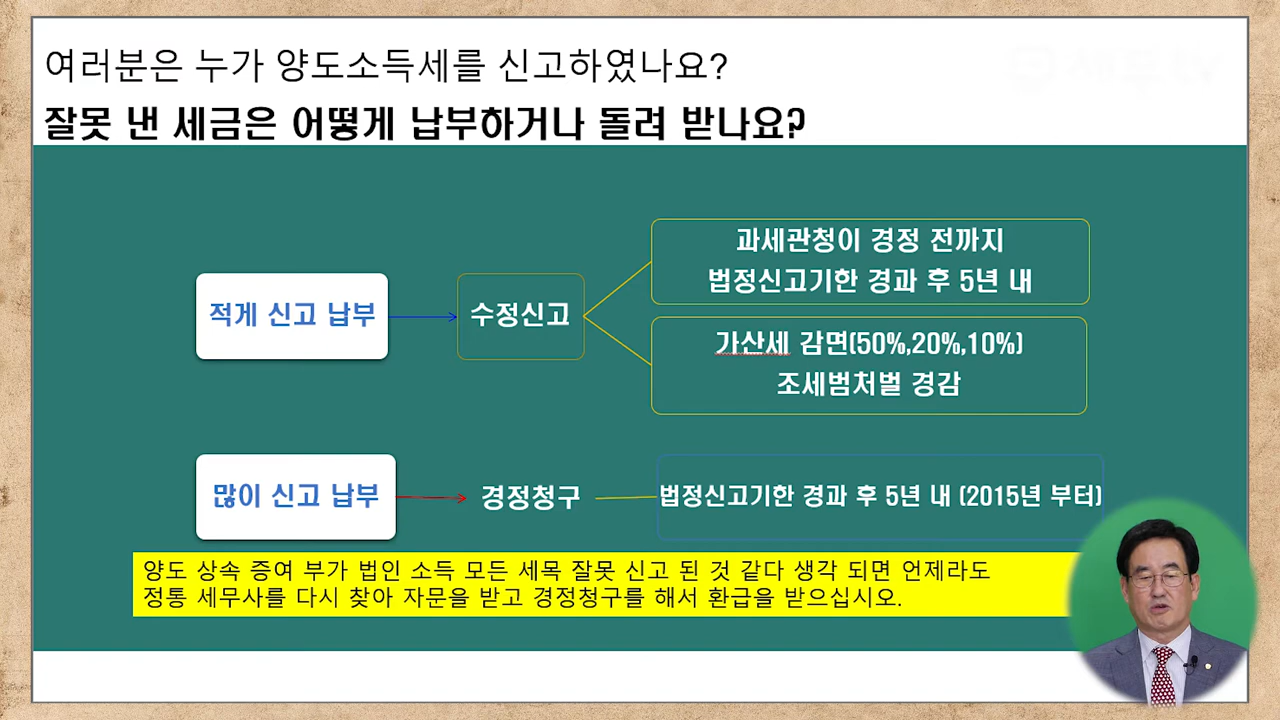 여러분은 누가 양도소득세를 신고하였나요?
잘못 낸 세금은 어떻게 납부하거나 돌려 받나요?
과세관청이 경정 전까지
법정신고기한 경과 후 5년 내
적게 신고 납부
수정신고
가산세 감면(50%,20%,10%)
조세범처벌 경감
많이 신고 납부
경정청구
법정신고기한 경과 후 5년 내 (2015년 부터)
양도 상속 증여 부가 법인 소득 모든 세목 잘못 신고 된 것 같다 생각 되면 언제라도
정통 세무사를 다시 찾아 자문을 받고 경정청구를 해서 환급을 받으십시오.